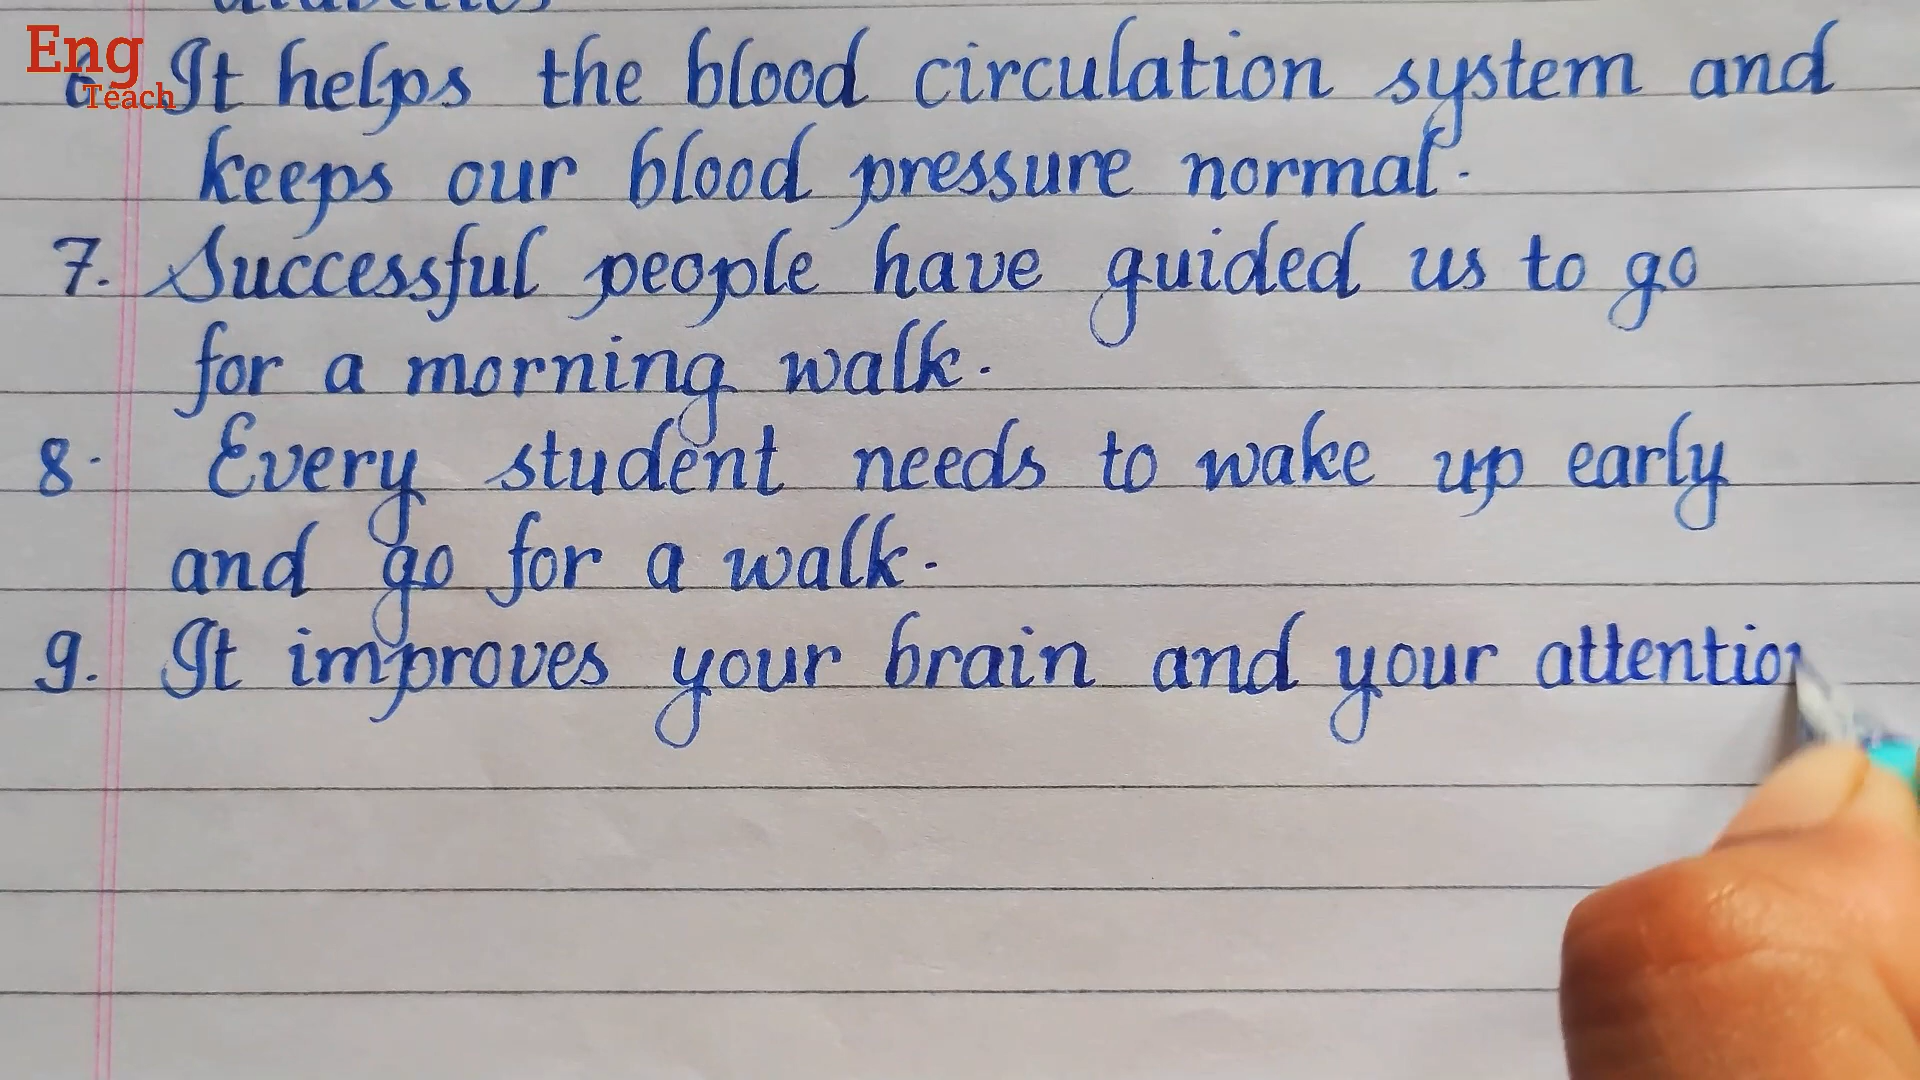 Eng
Teach
6 It helps the blood circulation system and
keeps our blood pressure normal.
7. Successful people have guided us to go
for a morning walk.
8. Every student needs to wake up early
and go for a walk.
9. It improves your brain and your attention